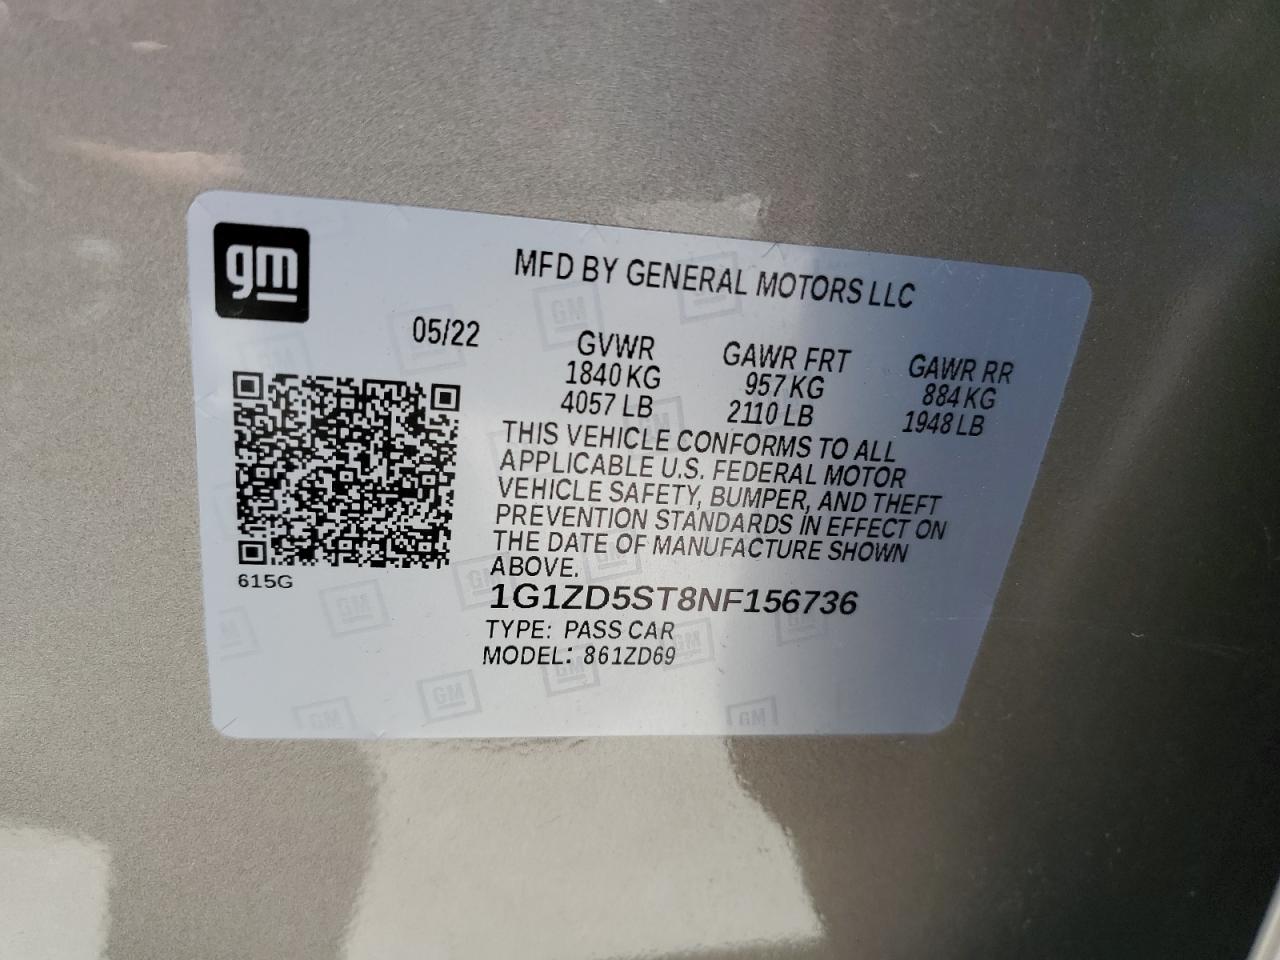 gm
MFD BY GENERAL MOTORS LLC
05/22
GVWR GAWR FRT GAWR RR
1840 KG 957 KG 884 KG
4057 LB 2110 LB 1948 LB
THIS VEHICLE CONFORMS TO ALL
APPLICABLE U.S. FEDERAL MOTOR
VEHICLE SAFETY, BUMPER, AND THEFT
PREVENTION STANDARDS IN EFFECT ON
THE DATE OF MANUFACTURE SHOWN
ABOVE.
615G
1G1ZD5ST8NF156736
TYPE: PASS CAR
MODEL: 861ZD69